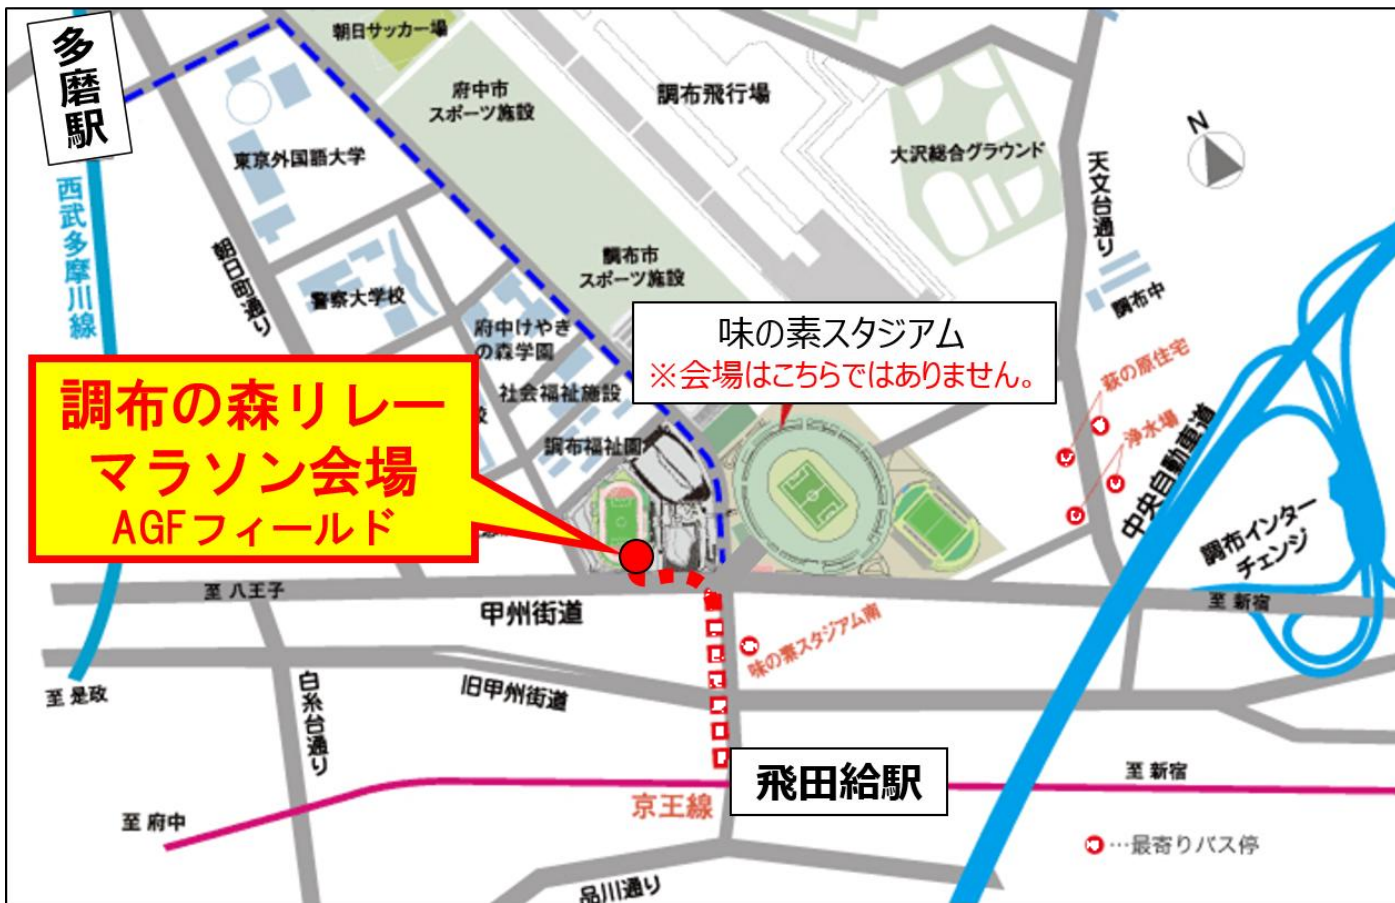 多磨駅
朝日サッカー場
府中市
スポーツ施設
調布飛行場
大沢総合グラウンド
N
天文台通り
東京外国語大学
西武多摩川線
朝日町通り
警察大学校
調布市
スポーツ施設
調布中
府中けやき
の森学園
味の素スタジアム
※会場はこちらではありません。
萩の原住宅
浄水場
社会福祉施設
校
調布福祉園
調布の森リレー
マラソン会場
AGFフィールド
中央自動車道
調布インター
チェンジ
至 八王子
甲州街道
至 新宿
味の素スタジアム南
至 是政
白糸台通り
旧甲州街道
飛田給駅
至 新宿
京王線
至 府中
…最寄りバス停
品川通り